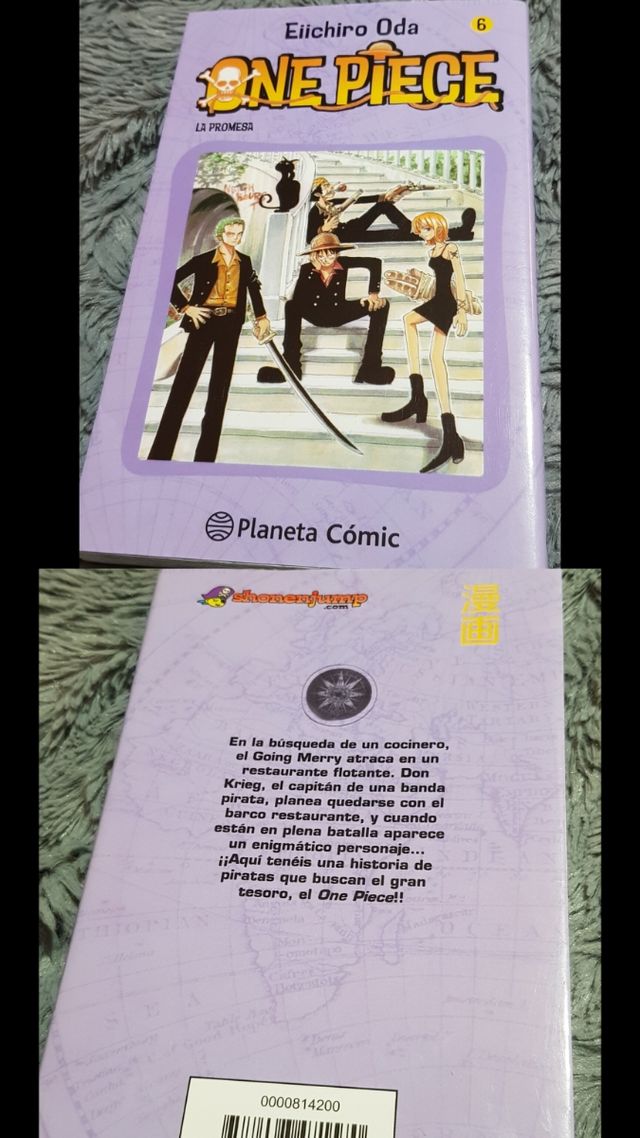 Eiichiro Oda
6
ONE PIECE
LA PROMESA
Planeta Cómic
shonenjump
.com
漫画
En la búsqueda de un cocinero,
el Going Merry atraca en un
restaurante flotante. Don
Krieg, el capitán de una banda
pirata, planea quedarse con el
barco restaurante, y cuando
están en plena batalla aparece
un enigmático personaje...
¡¡Aquí tenéis una historia de
piratas que buscan el gran
tesoro, el One Piece!!
0000814200